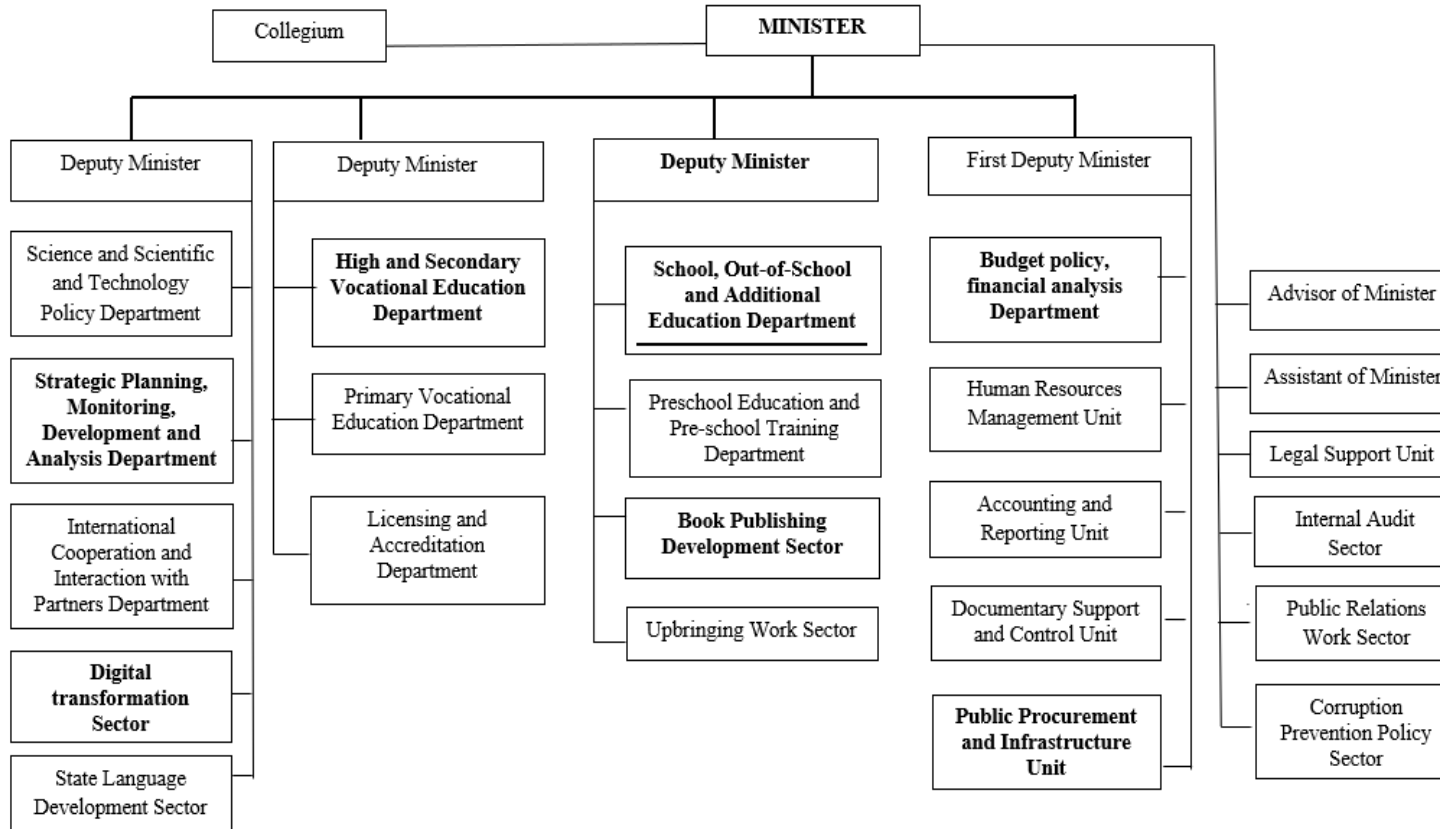 Collegium
MINISTER
Deputy Minister
Science and Scientific
and Technology
Policy Department
Strategic Planning,
Monitoring,
Development and
Analysis Department
International
Cooperation and
Interaction with
Partners Department
Digital
transformation
Sector
State Language
Development Sector
Deputy Minister
High and Secondary
Vocational Education
Department
Primary Vocational
Education Department
Licensing and
Accreditation
Department
Deputy Minister
School, Out-of-School
and Additional
Education Department
Preschool Education and
Pre-school Training
Department
Book Publishing
Development Sector
Upbringing Work Sector
First Deputy Minister
Budget policy,
financial analysis
Department
Human Resources
Management Unit
Accounting and
Reporting Unit
Documentary Support
and Control Unit
Public Procurement
and Infrastructure
Unit
Advisor of Minister
Assistant of Minister
Legal Support Unit
Internal Audit
Sector
Public Relations
Work Sector
Corruption
Prevention Policy
Sector